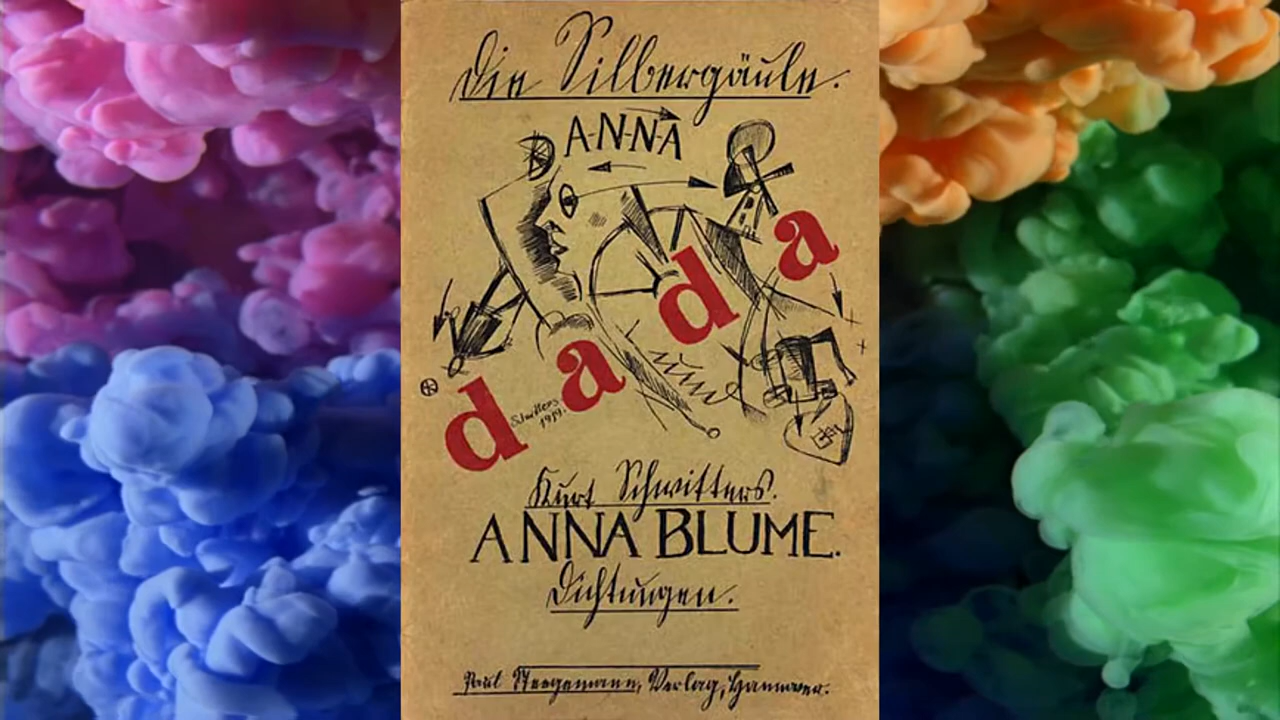 Die Silbergäule.
A-N-N-A
dada
Schwitters
1919.
Kurt Schwitters.
ANNA BLUME.
Dichtungen.
Paul Steegemann, Verlag, Hannover.